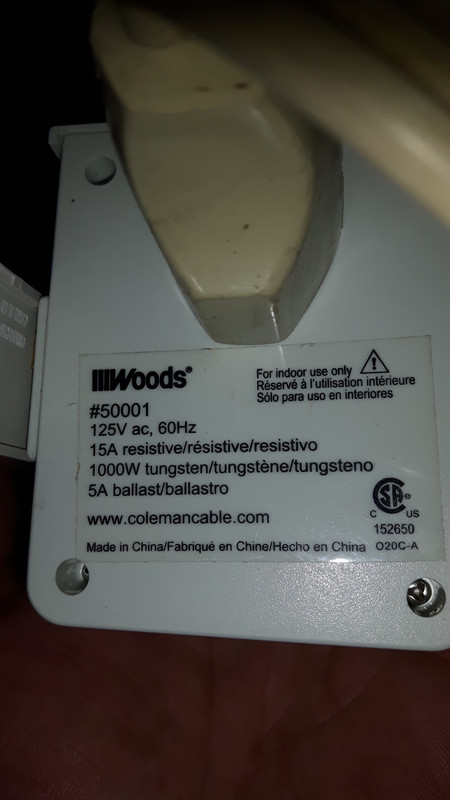 Woods®
#50001
125V ac, 60Hz
15A resistive/résistive/resistivo
1000W tungsten/tungstène/tungsteno
5A ballast/ballastro
www.colemancable.com
Made in China/Fabriqué en Chine/Hecho en China O20C-A
For indoor use only
Réservé à l'utilisation intérieure
Sólo para uso en interiores
CSA®
C US
152650